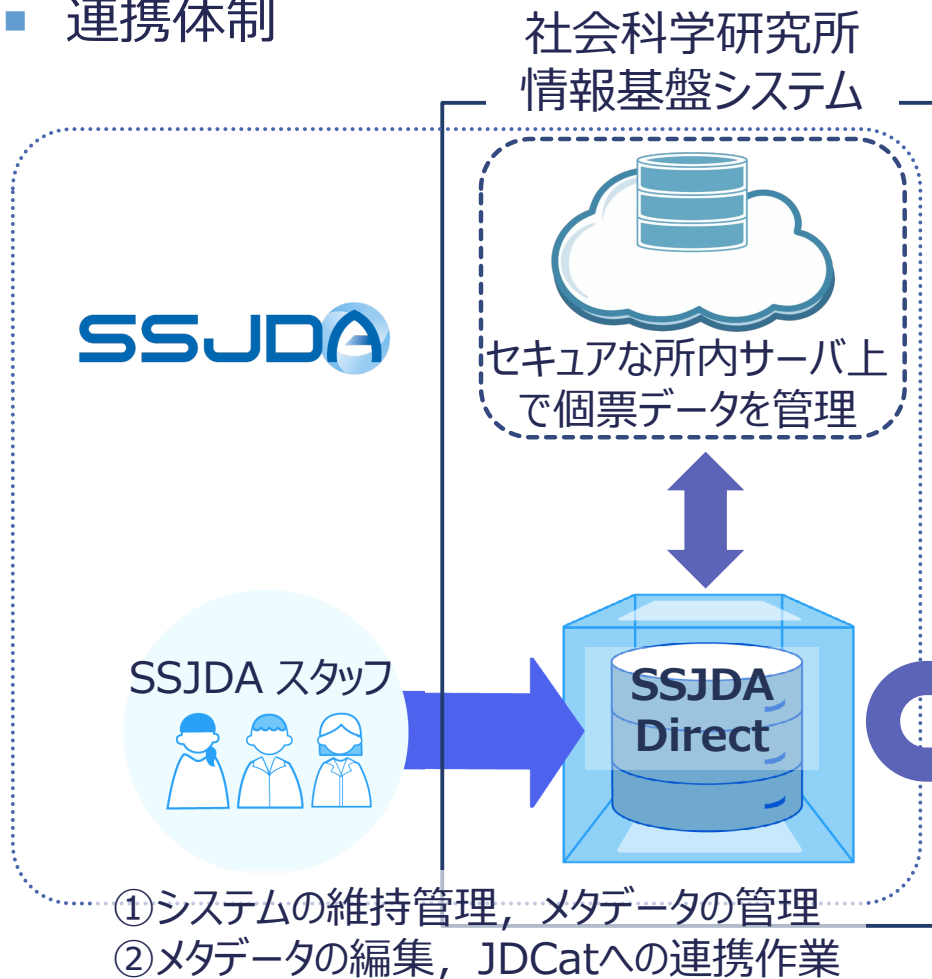 連携体制
社会科学研究所
情報基盤システム
SSJDA
セキュアな所内サーバ上
で個票データを管理
SSJDA スタッフ
SSJDA
Direct
①システムの維持管理，メタデータの管理
②メタデータの編集，JDCatへの連携作業